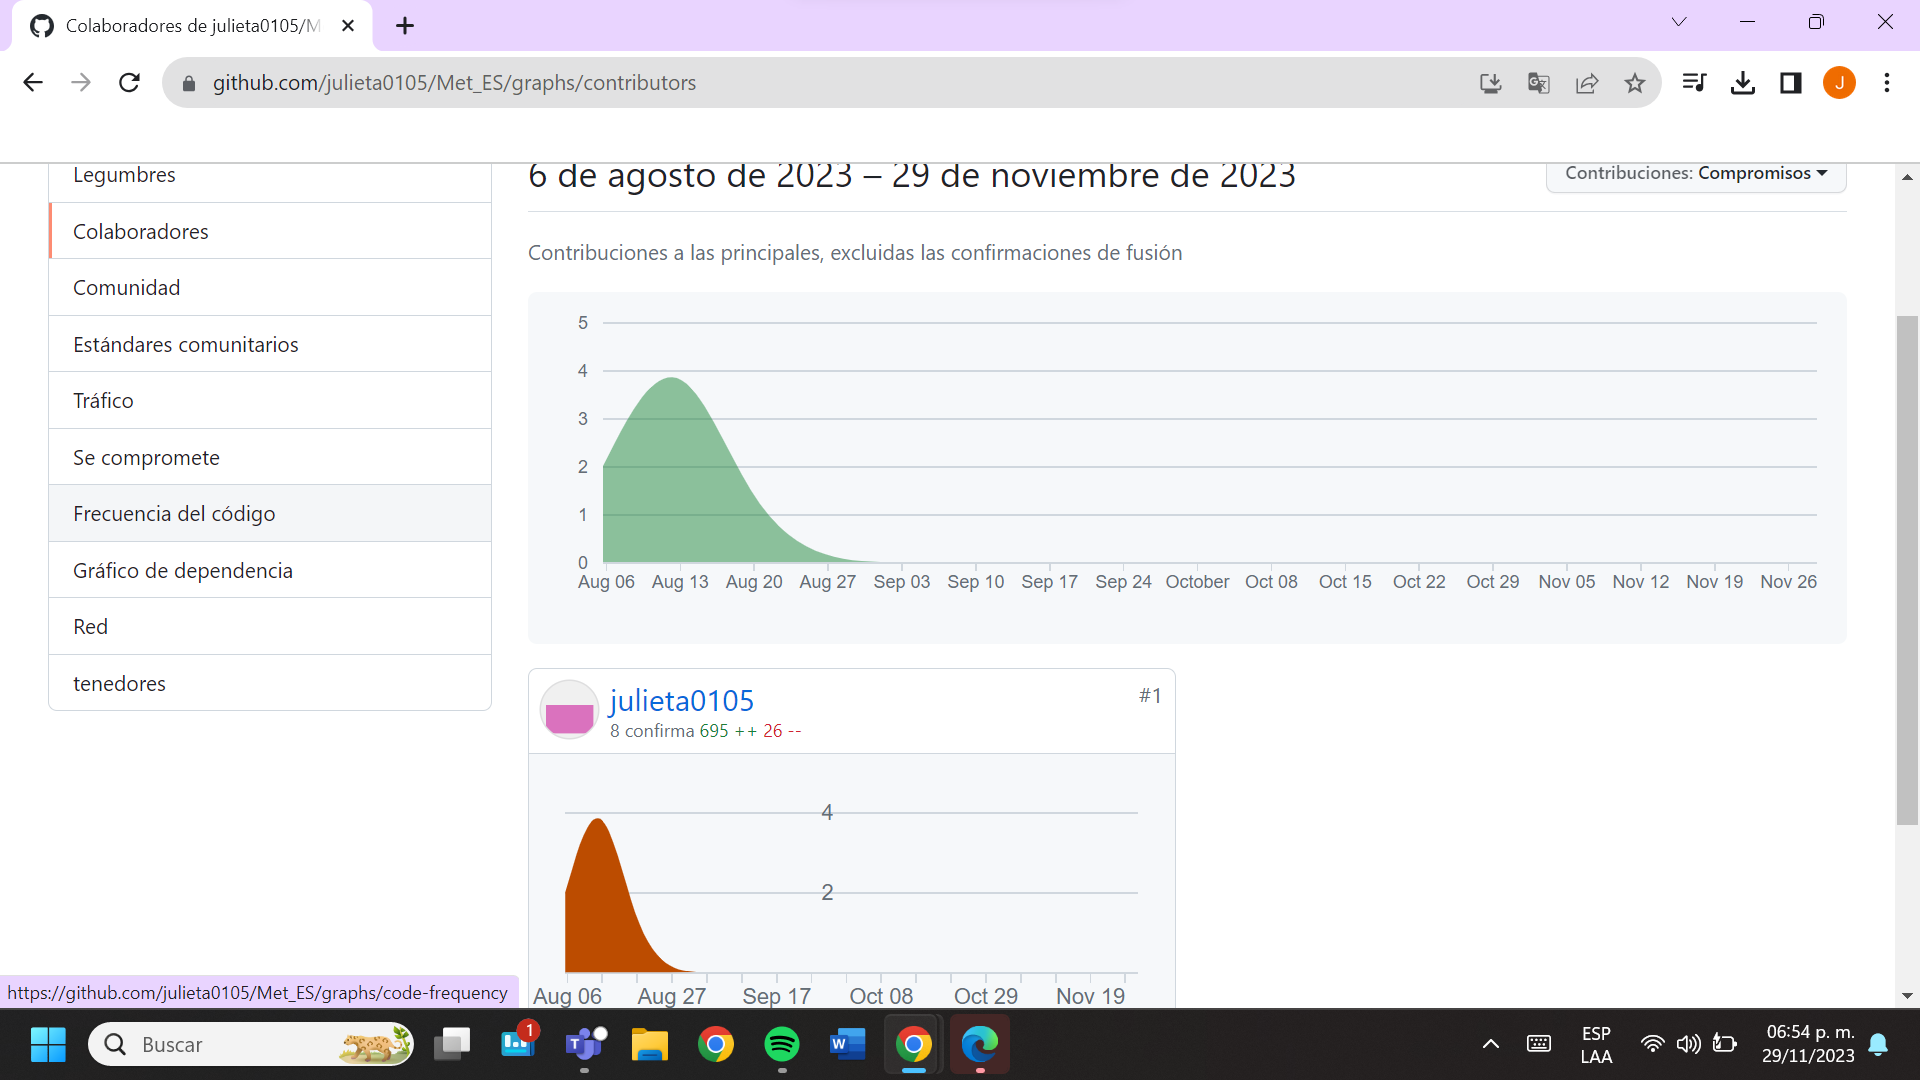 Colaboradores de julieta0105/M
github.com/julieta0105/Met_ES/graphs/contributors
J
Legumbres
Colaboradores
Comunidad
Estándares comunitarios
Tráfico
Se compromete
Frecuencia del código
Gráfico de dependencia
Red
tenedores
6 de agosto de 2023 – 29 de noviembre de 2023
Contribuciones: Compromisos
Contribuciones a las principales, excluidas las confirmaciones de fusión
5
4
3
2
1
0
Aug 06 Aug 13 Aug 20 Aug 27 Sep 03 Sep 10 Sep 17 Sep 24 October Oct 08 Oct 15 Oct 22 Oct 29 Nov 05 Nov 12 Nov 19 Nov 26
julieta0105
#1
8 confirma 695 ++ 26 --
4
2
Aug 06 Aug 27 Sep 17 Oct 08 Oct 29 Nov 19
https://github.com/julieta0105/Met_ES/graphs/code-frequency
Buscar
1
T
W
ESP
LAA
06:54 p. m.
29/11/2023